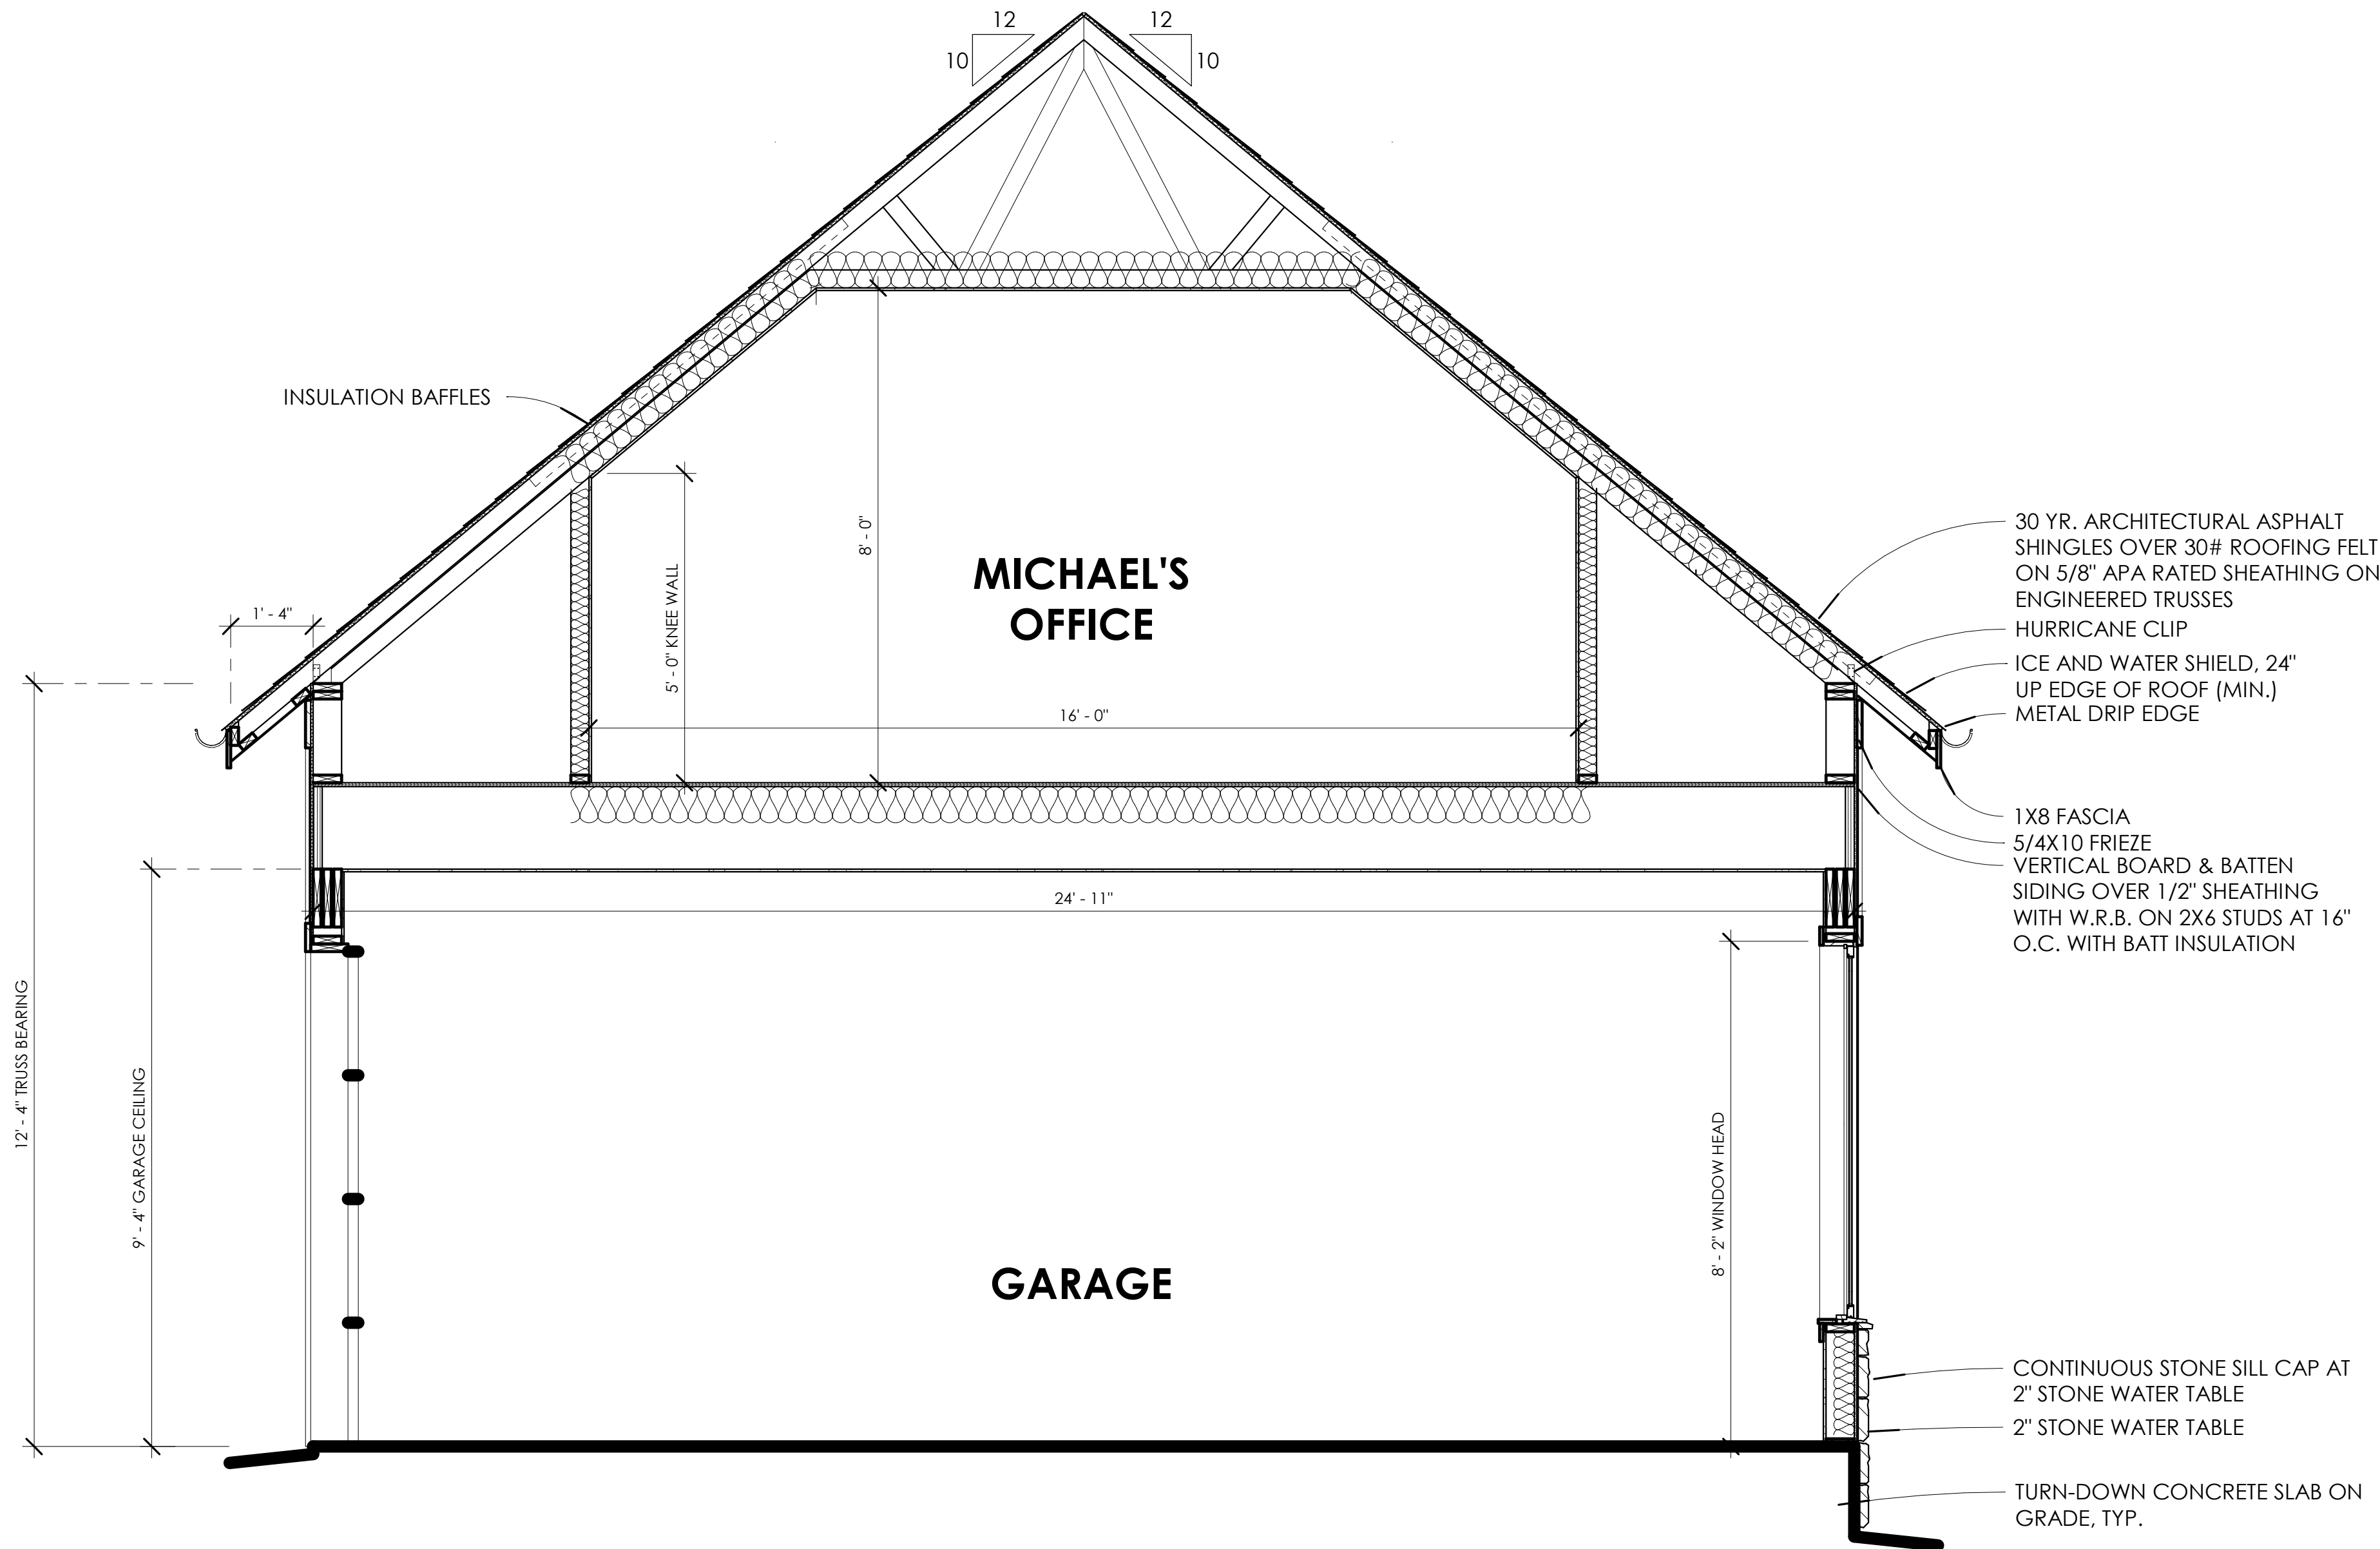 12
12
10
10
INSULATION BAFFLES
1' - 4"
5' - 0" KNEE WALL
8' - 0"
MICHAEL'S
OFFICE
16' - 0"
30 YR. ARCHITECTURAL ASPHALT
SHINGLES OVER 30# ROOFING FELT
ON 5/8" APA RATED SHEATHING ON
ENGINEERED TRUSSES
HURRICANE CLIP
ICE AND WATER SHIELD, 24"
UP EDGE OF ROOF (MIN.)
METAL DRIP EDGE
1X8 FASCIA
5/4X10 FRIEZE
VERTICAL BOARD & BATTEN
SIDING OVER 1/2" SHEATHING
WITH W.R.B. ON 2X6 STUDS AT 16"
O.C. WITH BATT INSULATION
24' - 11"
12' - 4" TRUSS BEARING
9' - 4" GARAGE CEILING
8' - 2" WINDOW HEAD
GARAGE
CONTINUOUS STONE SILL CAP AT
2" STONE WATER TABLE
2" STONE WATER TABLE
TURN-DOWN CONCRETE SLAB ON
GRADE, TYP.